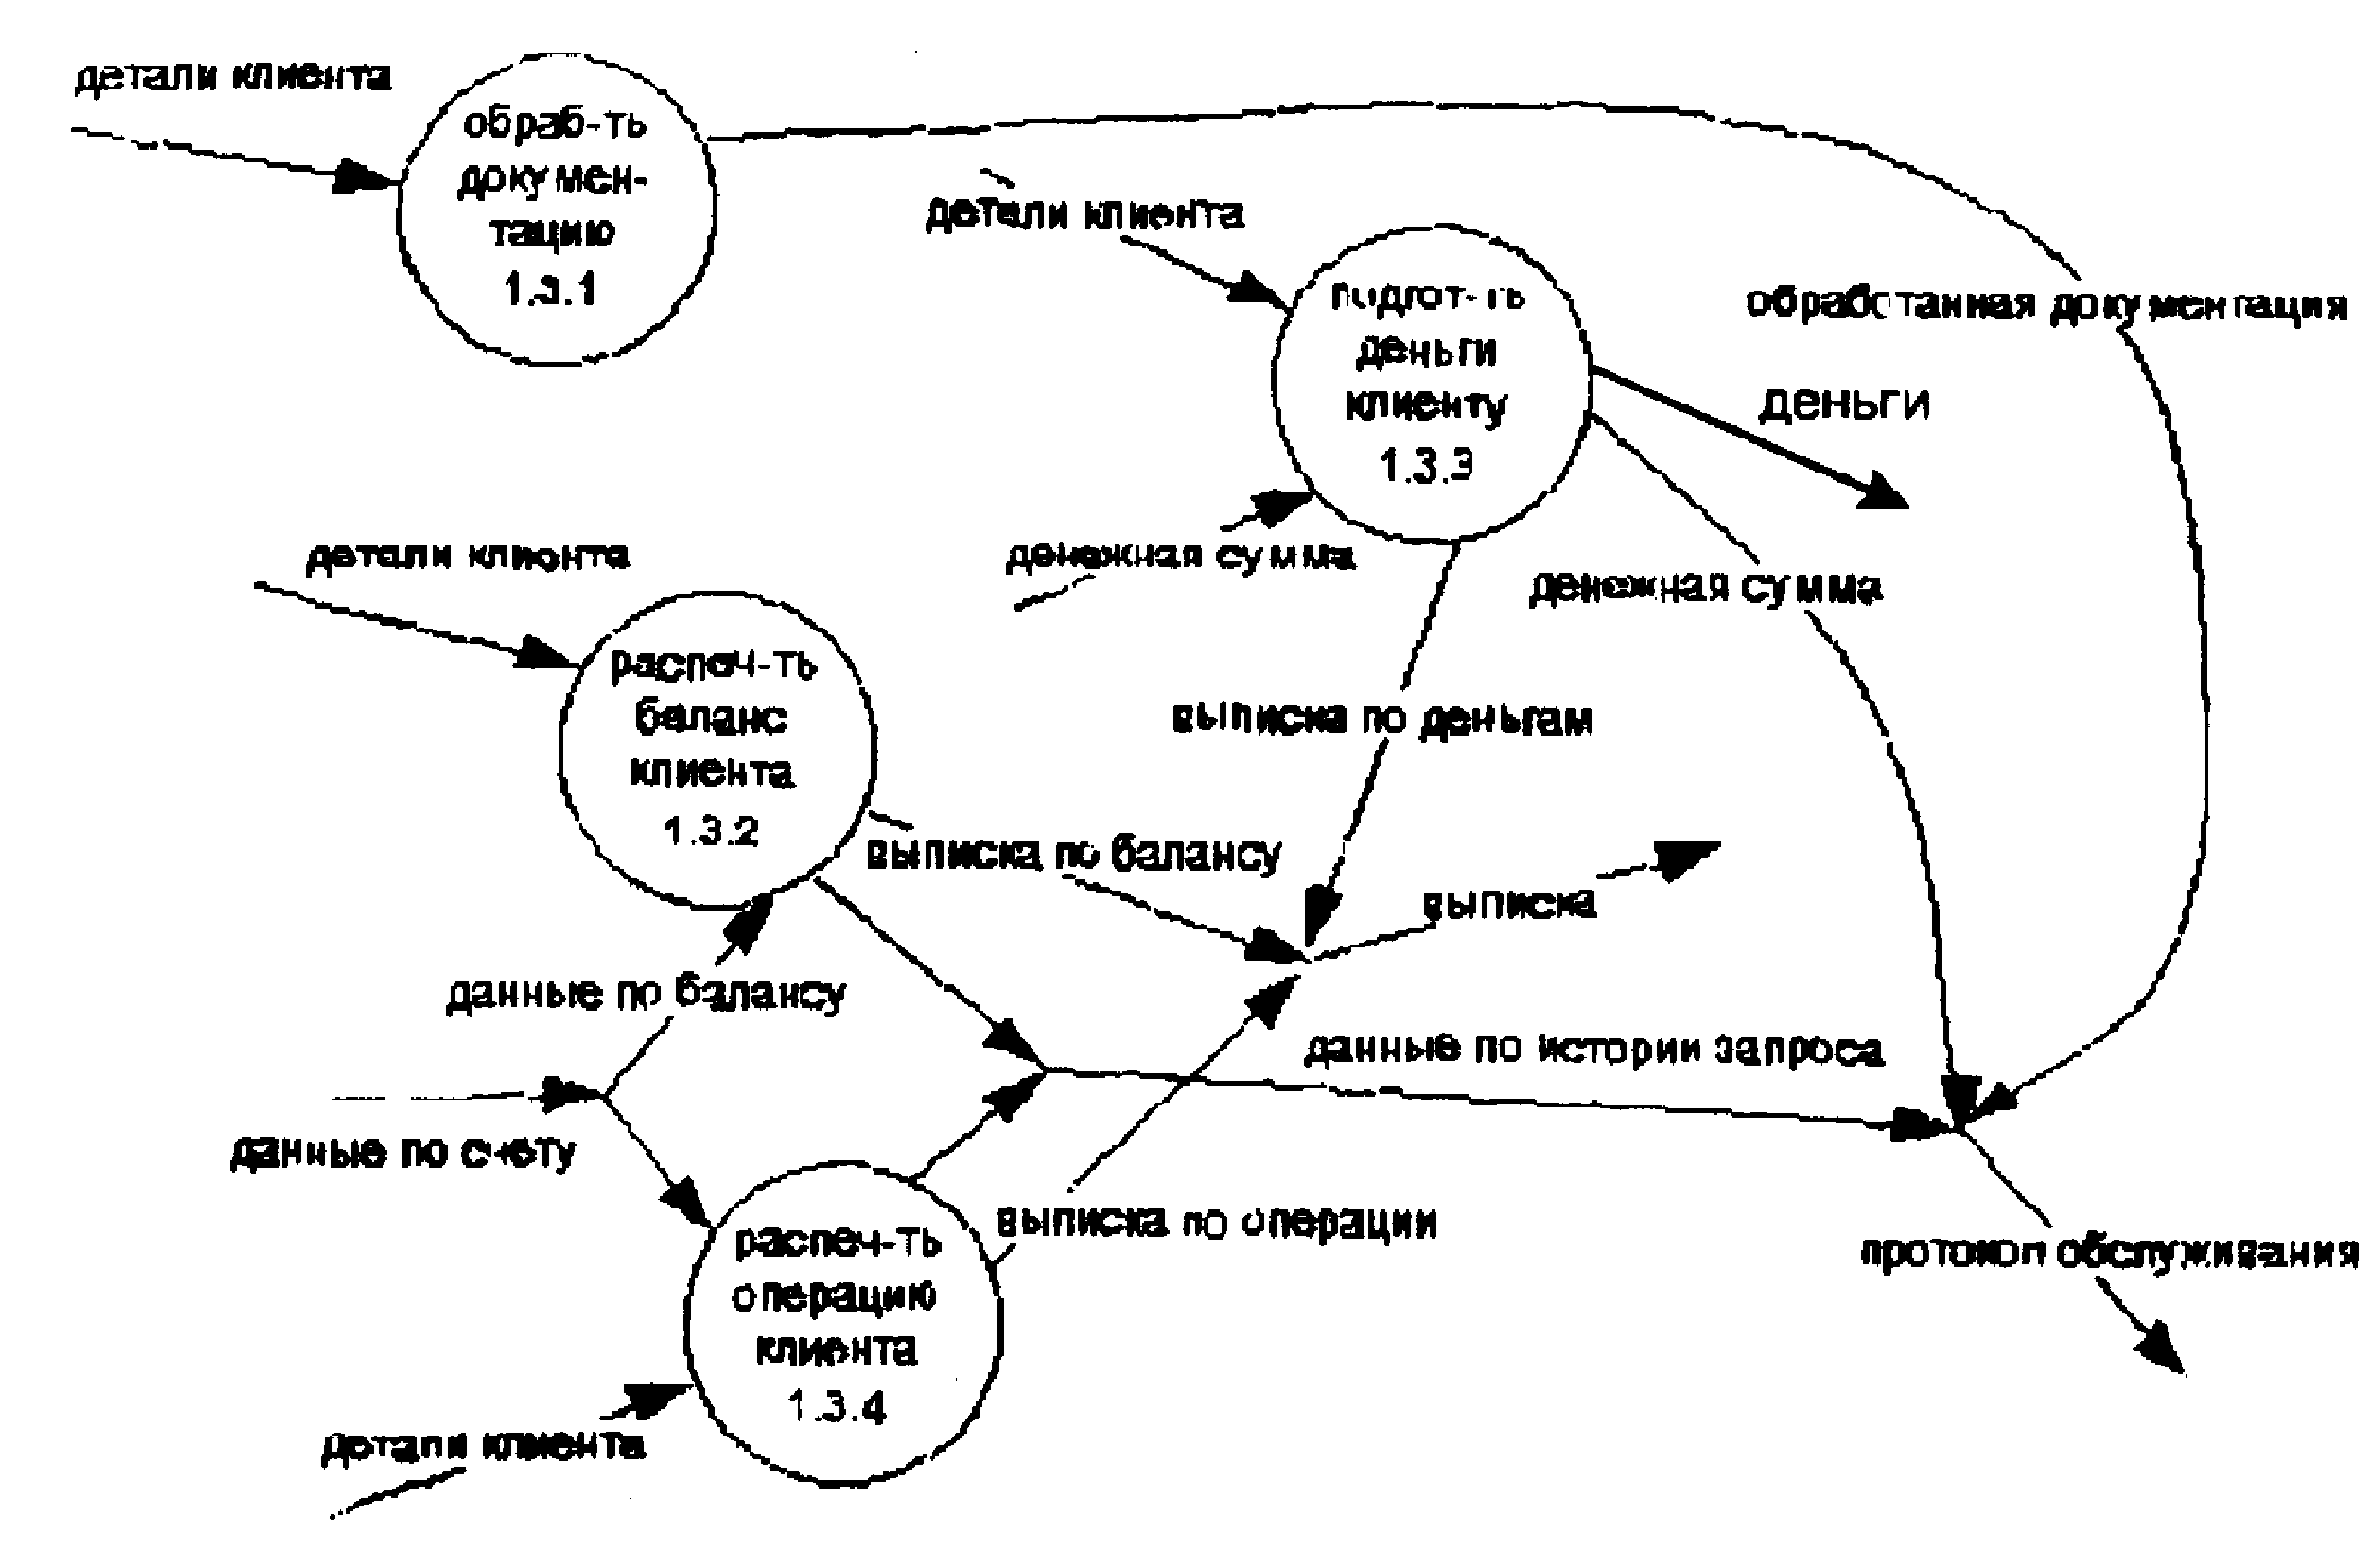 детали клиента
обраб-ть
докумен-
тацию
1.3.1
детали клиента
подгот-ть
деньги
клиенту
1.3.3
обработанная документация
деньги
детали клиента
денежная сумма
денежная сумма
распеч-ть
баланс
клиента
1.3.2
выписка по деньгам
выписка по балансу
выписка
данные по балансу
данные по истории запроса
данные по счету
распеч-ть
операцию
клиента
1.3.4
выписка по операции
протокол обслуживания
детали клиента